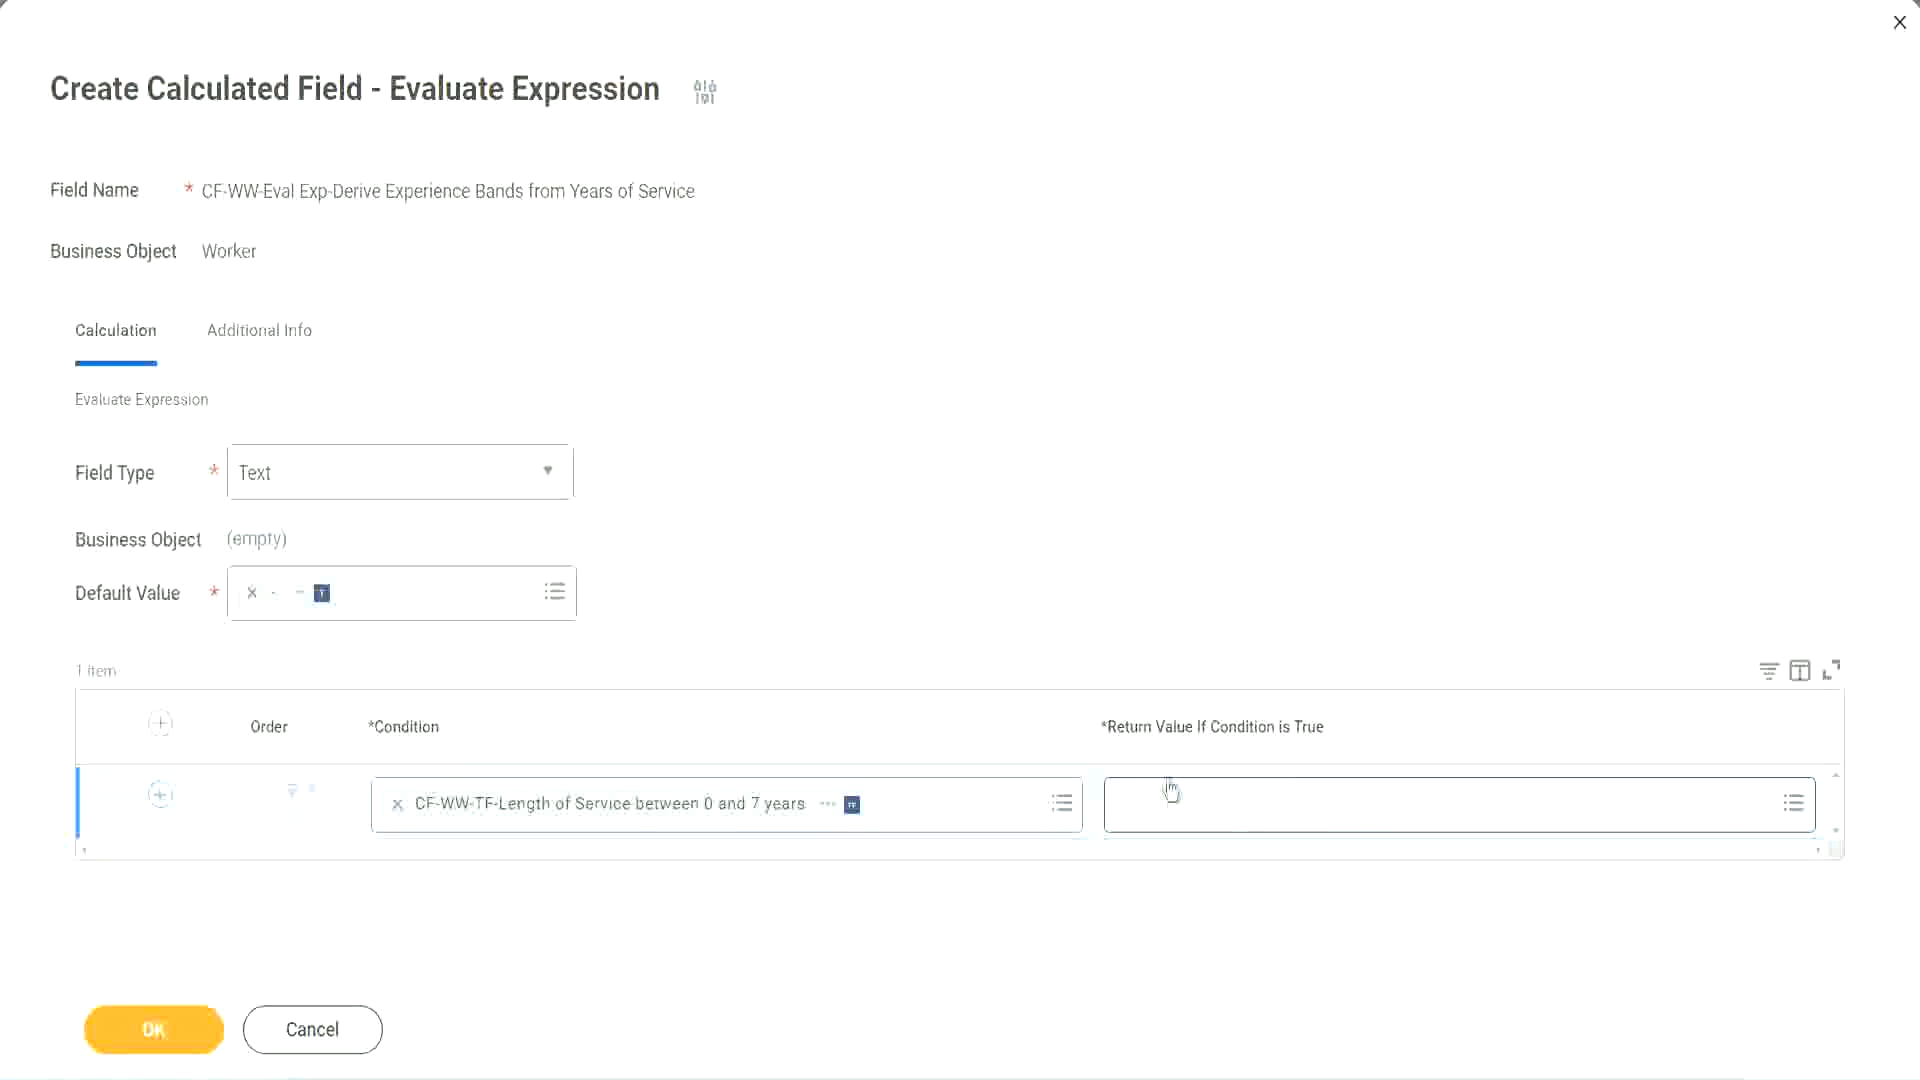 Create Calculated Field - Evaluate Expression
Field Name * CF-WW-Eval Exp-Derive Experience Bands from Years of Service
Business Object Worker
Calculation Additional Info
Evaluate Expression
Field Type * Text
Business Object (empty)
Default Value * -
1 item
Order *Condition *Return Value If Condition is True
CF-WW-TF-Length of Service between 0 and 7 years
OK Cancel